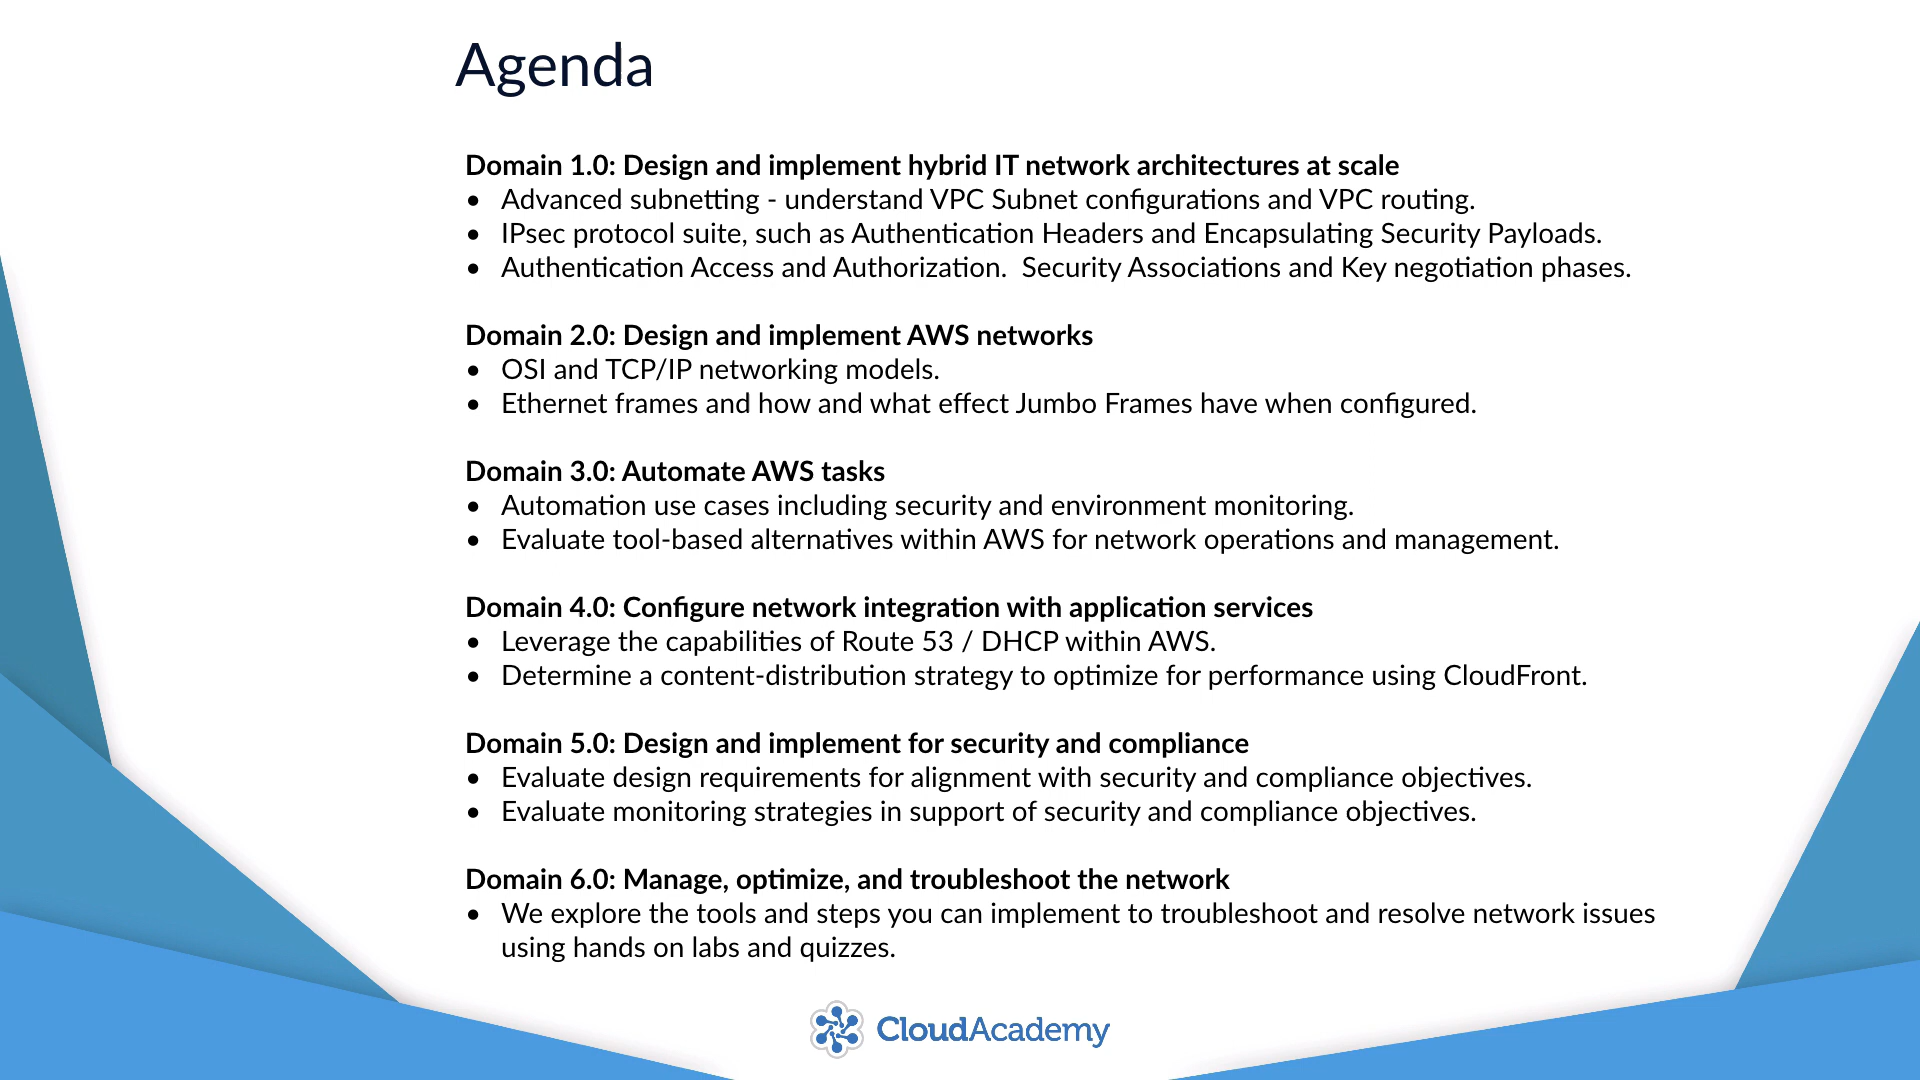 Agenda
Domain 1.0: Design and implement hybrid IT network architectures at scale
• Advanced subnetting - understand VPC Subnet configurations and VPC routing.
• IPsec protocol suite, such as Authentication Headers and Encapsulating Security Payloads.
• Authentication Access and Authorization.  Security Associations and Key negotiation phases.
Domain 2.0: Design and implement AWS networks
• OSI and TCP/IP networking models.
• Ethernet frames and how and what effect Jumbo Frames have when configured.
Domain 3.0: Automate AWS tasks
• Automation use cases including security and environment monitoring.
• Evaluate tool-based alternatives within AWS for network operations and management.
Domain 4.0: Configure network integration with application services
• Leverage the capabilities of Route 53 / DHCP within AWS.
• Determine a content-distribution strategy to optimize for performance using CloudFront.
Domain 5.0: Design and implement for security and compliance
• Evaluate design requirements for alignment with security and compliance objectives.
• Evaluate monitoring strategies in support of security and compliance objectives.
Domain 6.0: Manage, optimize, and troubleshoot the network
• We explore the tools and steps you can implement to troubleshoot and resolve network issues
using hands on labs and quizzes.
CloudAcademy